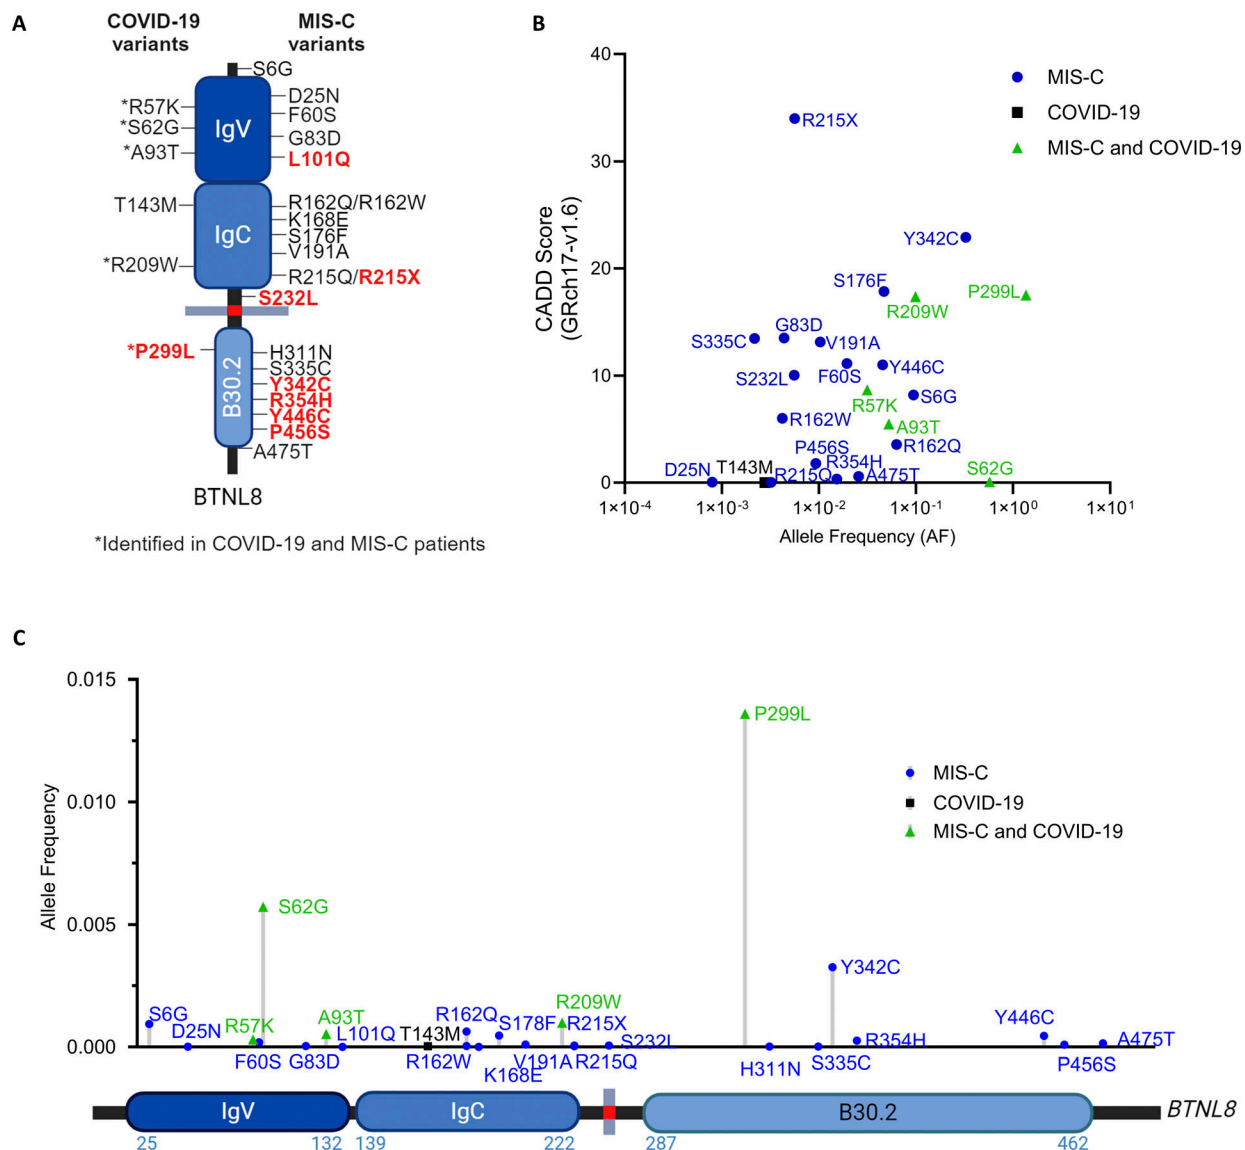 A
COVID-19 variants
MIS-C variants
S6G
*R57K
*S62G
*A93T
IgV
D25N
F60S
G83D
L101Q
T143M
*R209W
IgC
R162Q/R162W
K168E
S176F
V191A
R215Q/R215X
S232L
*P299L
B30.2
H311N
S335C
Y342C
R354H
Y446C
P456S
A475T
BTNL8
*Identified in COVID-19 and MIS-C patients
B
40
30
20
10
0
CADD Score
(GRch17-v1.6)
MIS-C
COVID-19
MIS-C and COVID-19
R215X
Y342C
S176F
R209W
P299L
S335C
G83D
V191A
S232L
F60S
Y446C
R57K
S6G
R162W
A93T
P456S
R162Q
D25N
T143M
R215Q
R354H
A475T
S62G
1×10-4
1×10-3
1×10-2
1×10-1
1×100
1×101
Allele Frequency (AF)
C
0.015
0.010
0.005
0.000
Allele Frequency
MIS-C
COVID-19
MIS-C and COVID-19
P299L
S62G
Y342C
S6G
D25N
R57K
A93T
L101Q
T143M
R162Q
S178F
R209W
R215X
S232L
R354H
Y446C
A475T
F60S
G83D
R162W
K168E
V191A
R215Q
H311N
S335C
P456S
IgV
IgC
B30.2
BTNL8
25
132
139
222
287
462